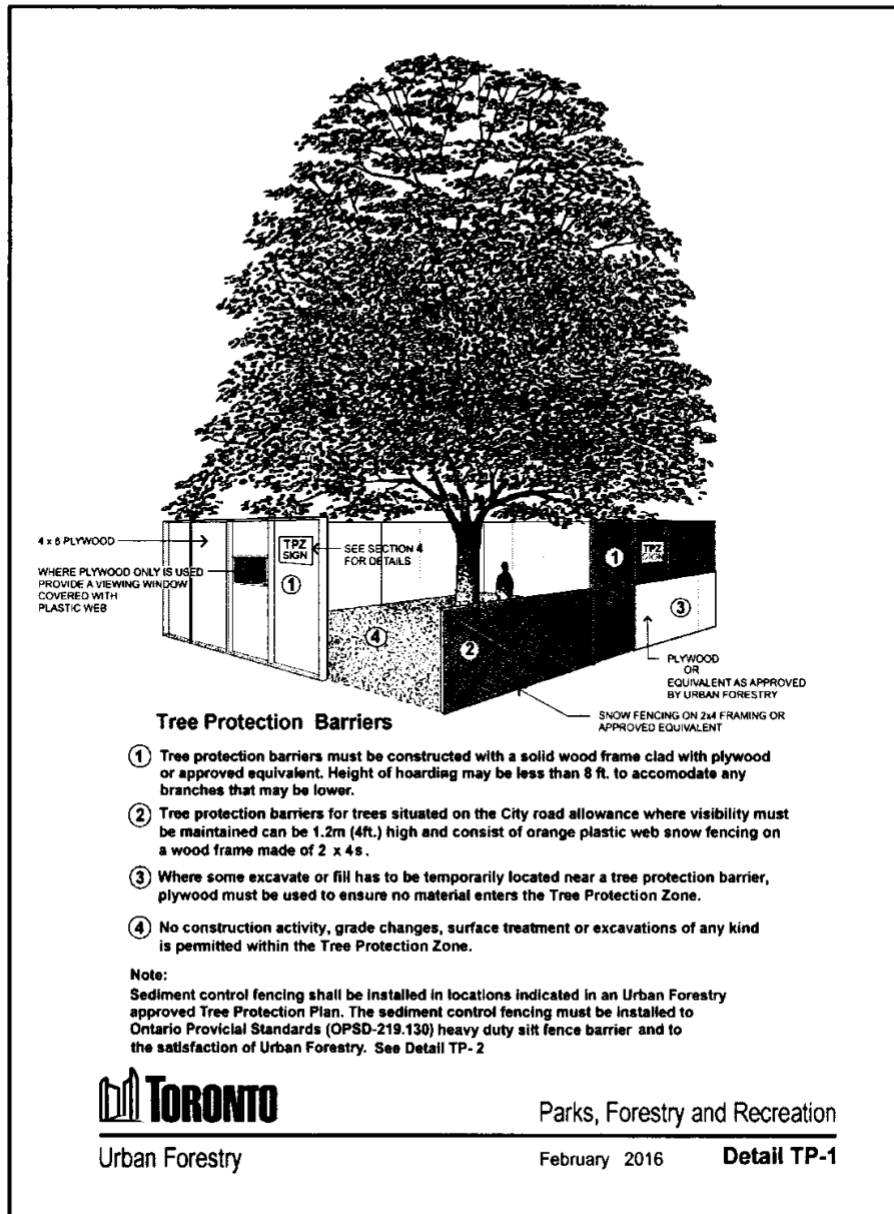 4 x 8 PLYWOOD
WHERE PLYWOOD ONLY IS USED
PROVIDE A VIEWING WINDOW
COVERED WITH
PLASTIC WEB
TPZ
SIGN
SEE SECTION 4
FOR DETAILS
1
4
2
1
TPZ
SIGN
3
PLYWOOD
OR
EQUIVALENT AS APPROVED
BY URBAN FORESTRY
SNOW FENCING ON 2x4 FRAMING OR
APPROVED EQUIVALENT
Tree Protection Barriers
1 Tree protection barriers must be constructed with a solid wood frame clad with plywood
or approved equivalent. Height of hoarding may be less than 8 ft. to accomodate any
branches that may be lower.
2 Tree protection barriers for trees situated on the City road allowance where visibility must
be maintained can be 1.2m (4ft.) high and consist of orange plastic web snow fencing on
a wood frame made of 2 x 4s.
3 Where some excavate or fill has to be temporarily located near a tree protection barrier,
plywood must be used to ensure no material enters the Tree Protection Zone.
4 No construction activity, grade changes, surface treatment or excavations of any kind
is permitted within the Tree Protection Zone.
Note:
Sediment control fencing shall be installed in locations indicated in an Urban Forestry
approved Tree Protection Plan. The sediment control fencing must be installed to
Ontario Provicial Standards (OPSD-219.130) heavy duty silt fence barrier and to
the satisfaction of Urban Forestry. See Detail TP-2
TORONTO
Parks, Forestry and Recreation
Urban Forestry
February 2016
Detail TP-1